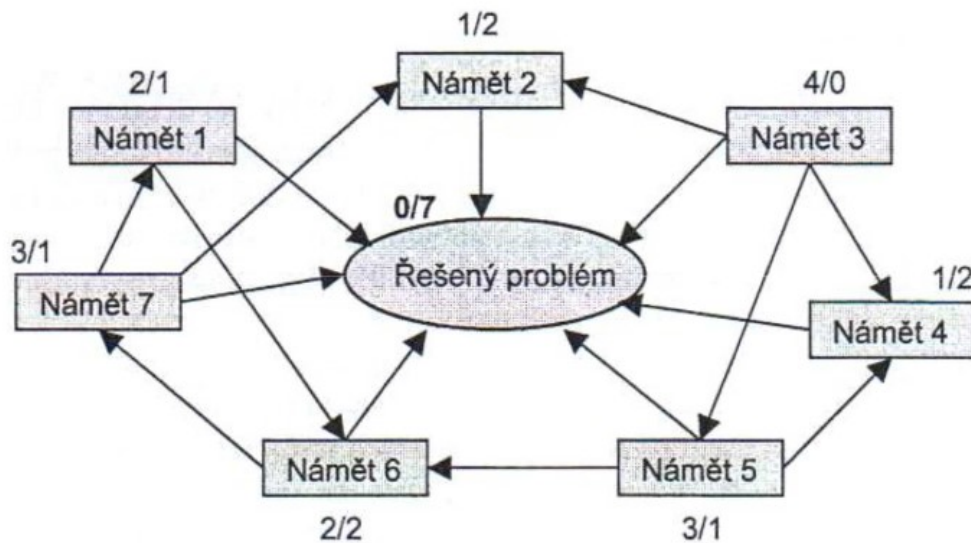 1/2
Námět 2
2/1
Námět 1
4/0
Námět 3
0/7
Řešený problém
3/1
Námět 7
1/2
Námět 4
Námět 6
2/2
Námět 5
3/1